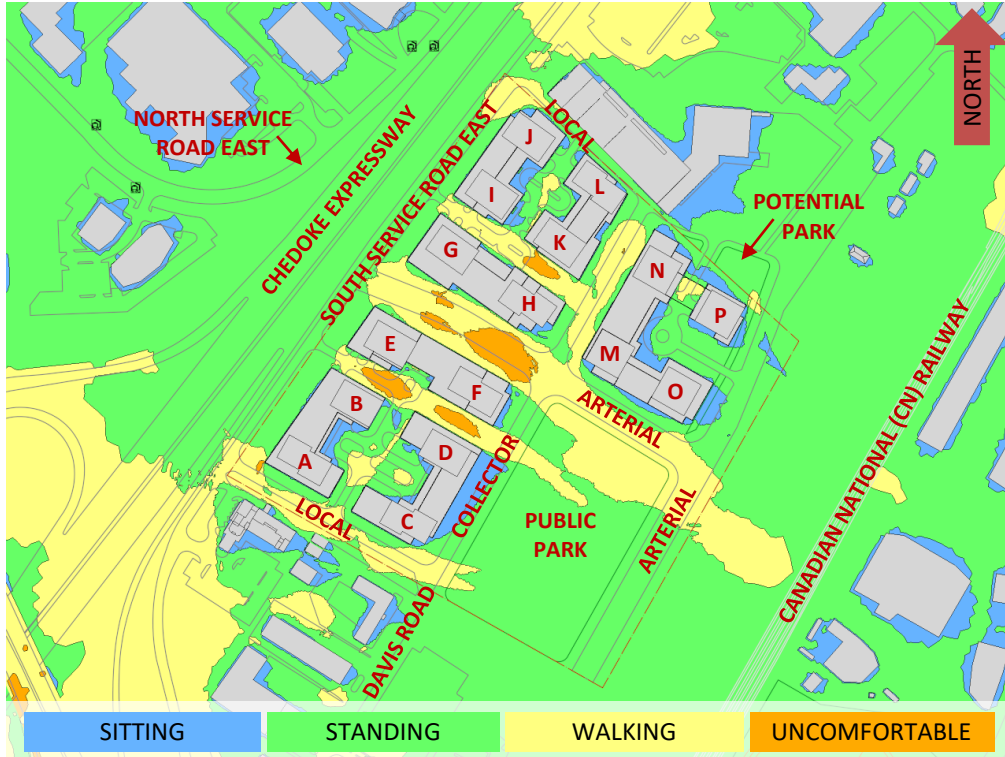 NORTH
NORTH SERVICE
ROAD EAST
CHEDOKE EXPRESSWAY
SOUTH SERVICE ROAD EAST
LOCAL
J
I
L
K
G
H
N
P
M
O
POTENTIAL
PARK
E
F
B
A
D
C
ARTERIAL
COLLECTOR
LOCAL
PUBLIC
PARK
ARTERIAL
DAVIS ROAD
CANADIAN NATIONAL (CN) RAILWAY
SITTING
STANDING
WALKING
UNCOMFORTABLE